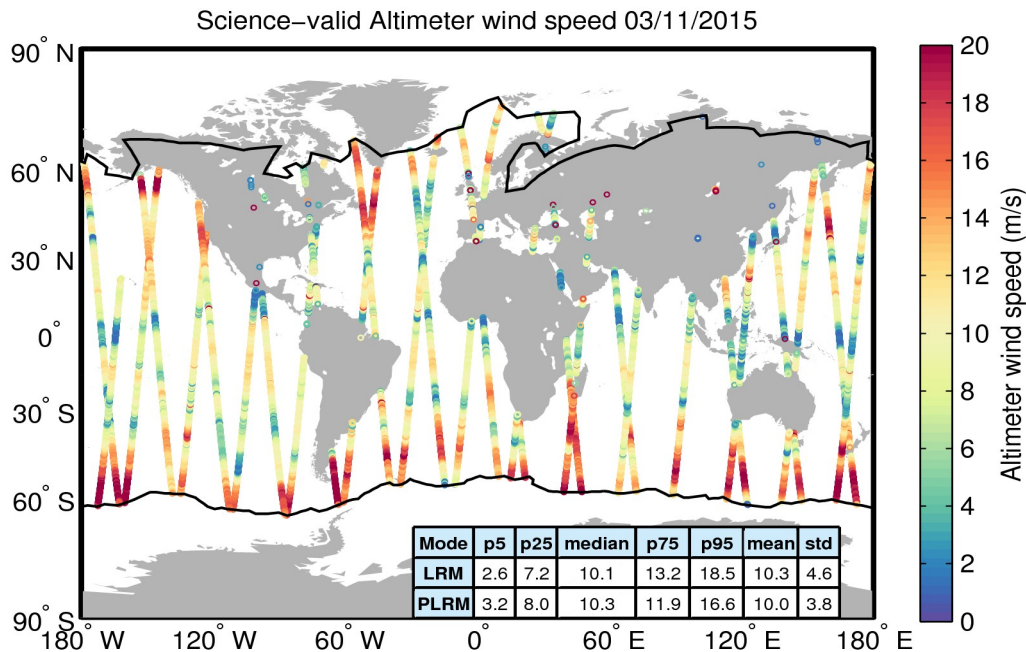 Science−valid Altimeter wind speed 03/11/2015
90° N
60° N
30° N
0°
30° S
60° S
90° S
180° W
120° W
60° W
0°
60° E
120° E
180° E
20
18
16
14
12
10
8
6
4
2
0
Altimeter wind speed (m/s)
Mode p5 p25 median p75 p95 mean std
LRM 2.6 7.2 10.1 13.2 18.5 10.3 4.6
PLRM 3.2 8.0 10.3 11.9 16.6 10.0 3.8